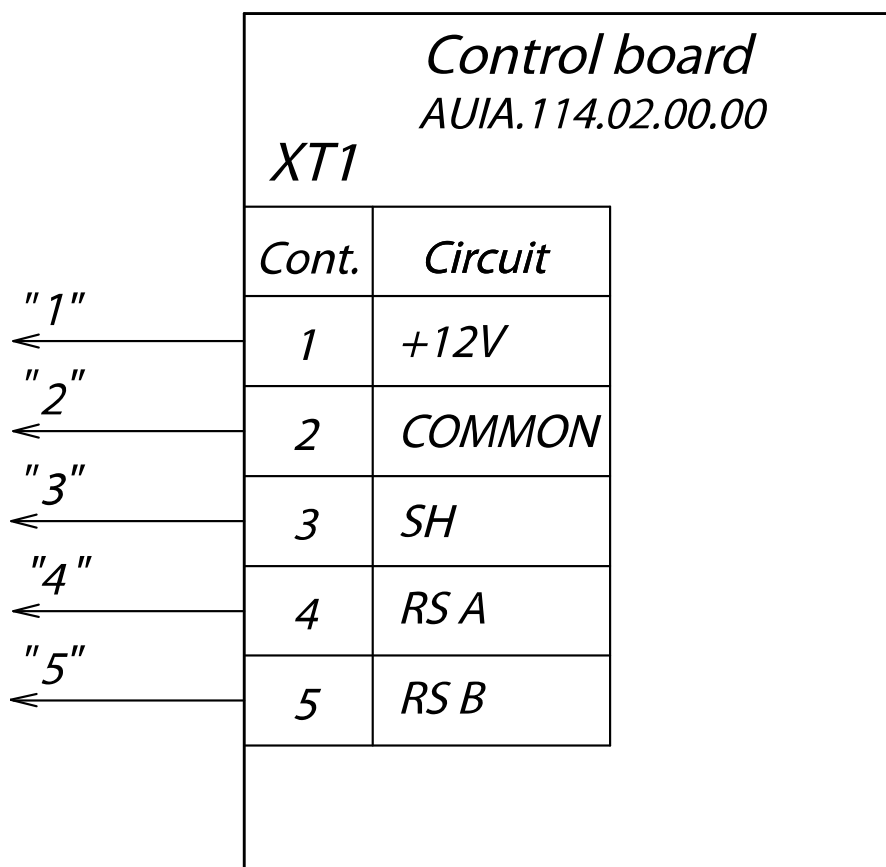 Control board
AUIA.114.02.00.00
XT1
Cont. Circuit
"1"
1 +12V
"2"
2 COMMON
"3"
3 SH
"4"
4 RS A
"5"
5 RS B